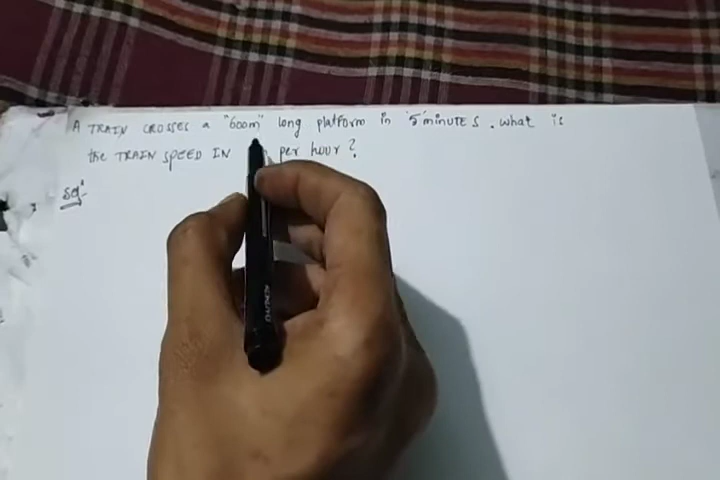 A TRAIN CROSSES a "600m" long platform in '5' minUTES. what is
the TRAIN SPEED IN per hour?
Sol: